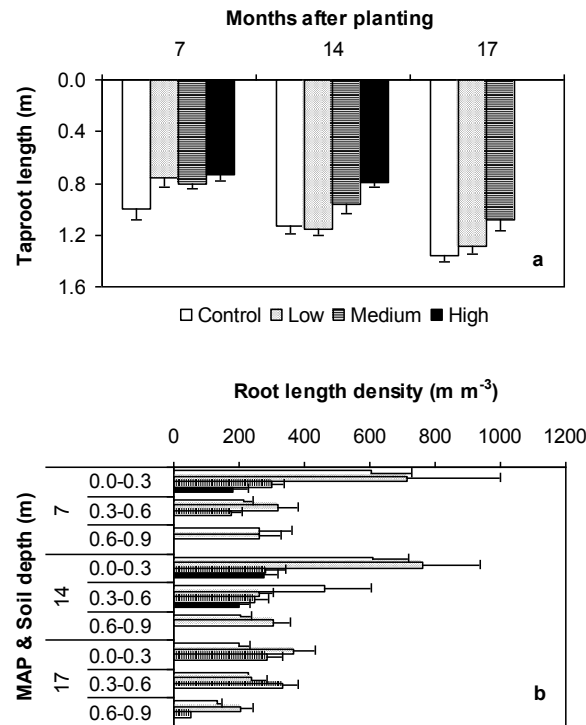 Months after planting
7 14 17
Taproot length (m)
0.0
0.4
0.8
1.2
1.6
a
Control Low Medium High
Root length density (m m⁻³)
0 200 400 600 800 1000 1200
MAP & Soil depth (m)
7
0.0-0.3
0.3-0.6
0.6-0.9
14
0.0-0.3
0.3-0.6
0.6-0.9
17
0.0-0.3
0.3-0.6
0.6-0.9
b